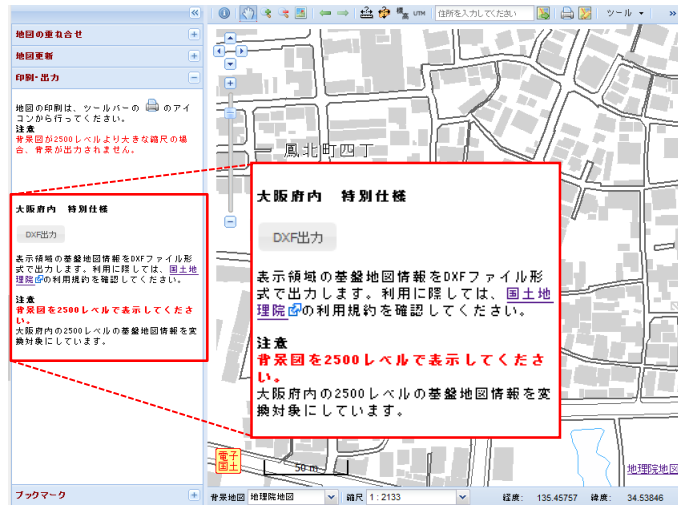 地図の重ね合せ
地図更新
印刷・出力
地図の印刷は、ツールバーの のアイ
コンから行ってください。
注意
背景図が2500レベルより大きな縮尺の場
合、背景が出力されません。
大阪府内 特別仕様
DXF出力
表示領域の基盤地図情報をDXFファイル形
式で出力します。利用に際しては、国土地
理院の利用規約を確認してください。
注意
背景図を2500レベルで表示してくださ
い。
大阪府内の2500レベルの基盤地図情報を変
換対象にしています。
ブックマーク
UTM
住所を入力してください
ツール
鳳北町四丁
大阪府内 特別仕様
DXF出力
表示領域の基盤地図情報をDXFファイル形
式で出力します。利用に際しては、国土地
理院の利用規約を確認してください。
注意
背景図を2500レベルで表示してくださ
い。
大阪府内の2500レベルの基盤地図情報を変
換対象にしています。
電子
国土
50 m
地理院地図
背景地図 地理院地図 縮尺 1:2133 経度: 135.45757 緯度: 34.53846